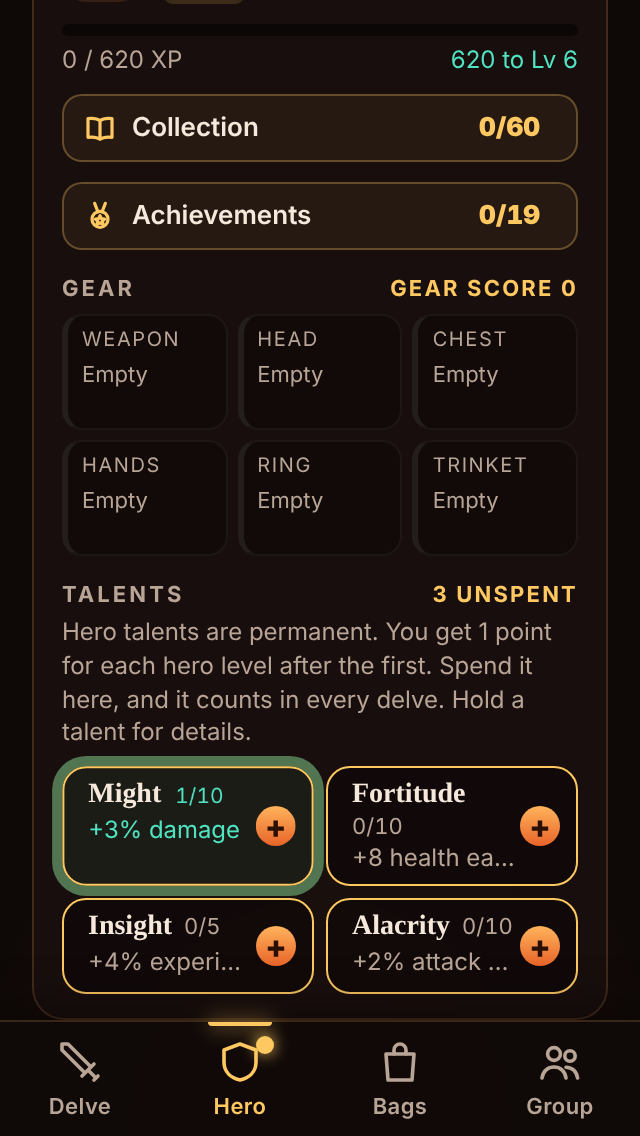 0 / 620 XP
620 to Lv 6
Collection
0/60
Achievements
0/19
GEAR
GEAR SCORE 0
WEAPON
Empty
HEAD
Empty
CHEST
Empty
HANDS
Empty
RING
Empty
TRINKET
Empty
TALENTS
3 UNSPENT
Hero talents are permanent. You get 1 point
for each hero level after the first. Spend it
here, and it counts in every delve. Hold a
talent for details.
Might 1/10
+3% damage
+
Fortitude
0/10
+8 health ea...
+
Insight 0/5
+4% experi...
+
Alacrity 0/10
+2% attack ...
+
Delve
Hero
Bags
Group